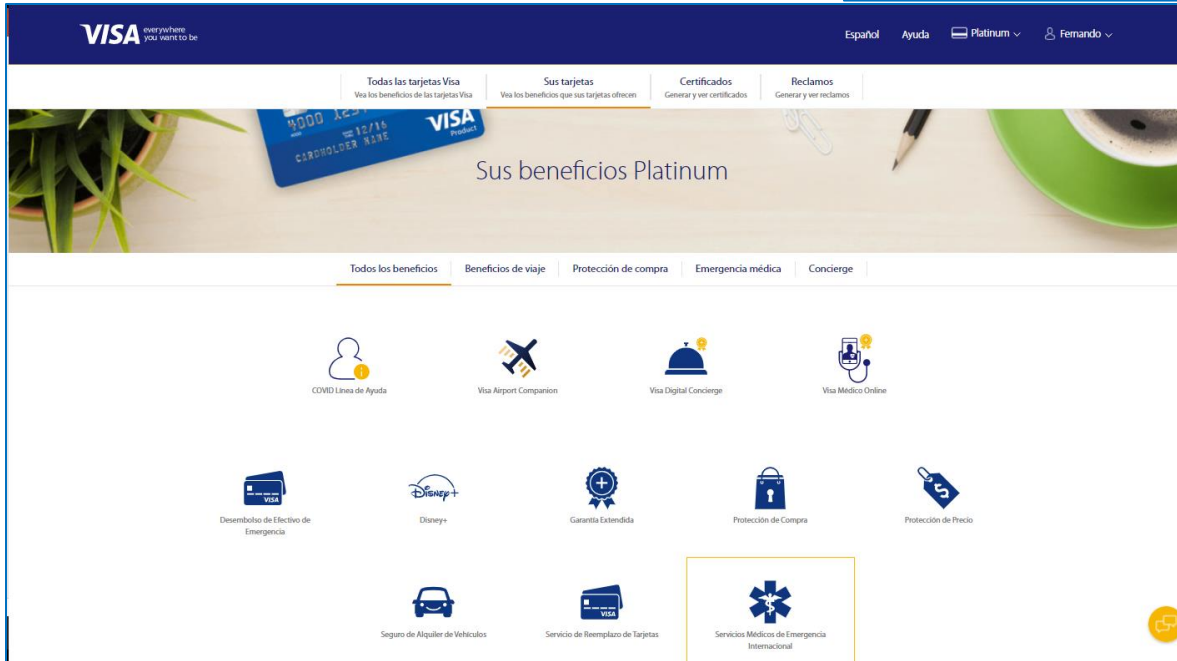 VISA everywhere
you want to be
Español Ayuda Platinum Fernando
Todas las tarjetas Visa Sus tarjetas Certificados Reclamos
Vea los beneficios de las tarjetas Visa Vea los beneficios que sus tarjetas ofrecen Generar y ver certificados Generar y ver reclamos
4000
12/16
CARDHOLDER NAME
VISA
Product
Sus beneficios Platinum
Todos los beneficios Beneficios de viaje Protección de compra Emergencia médica Concierge
COVID Linea de Ayuda Visa Airport Companion Visa Digital Concierge Visa Médico Online
VISA
Disney+
Desembolso de Efectivo de
Emergencia
Disney+ Garantía Extendida Protección de Compra Protección de Precio
VISA
Seguro de Alquiler de Vehículos Servicio de Reemplazo de Tarjetas Servicios Médicos de Emergencia
Internacional